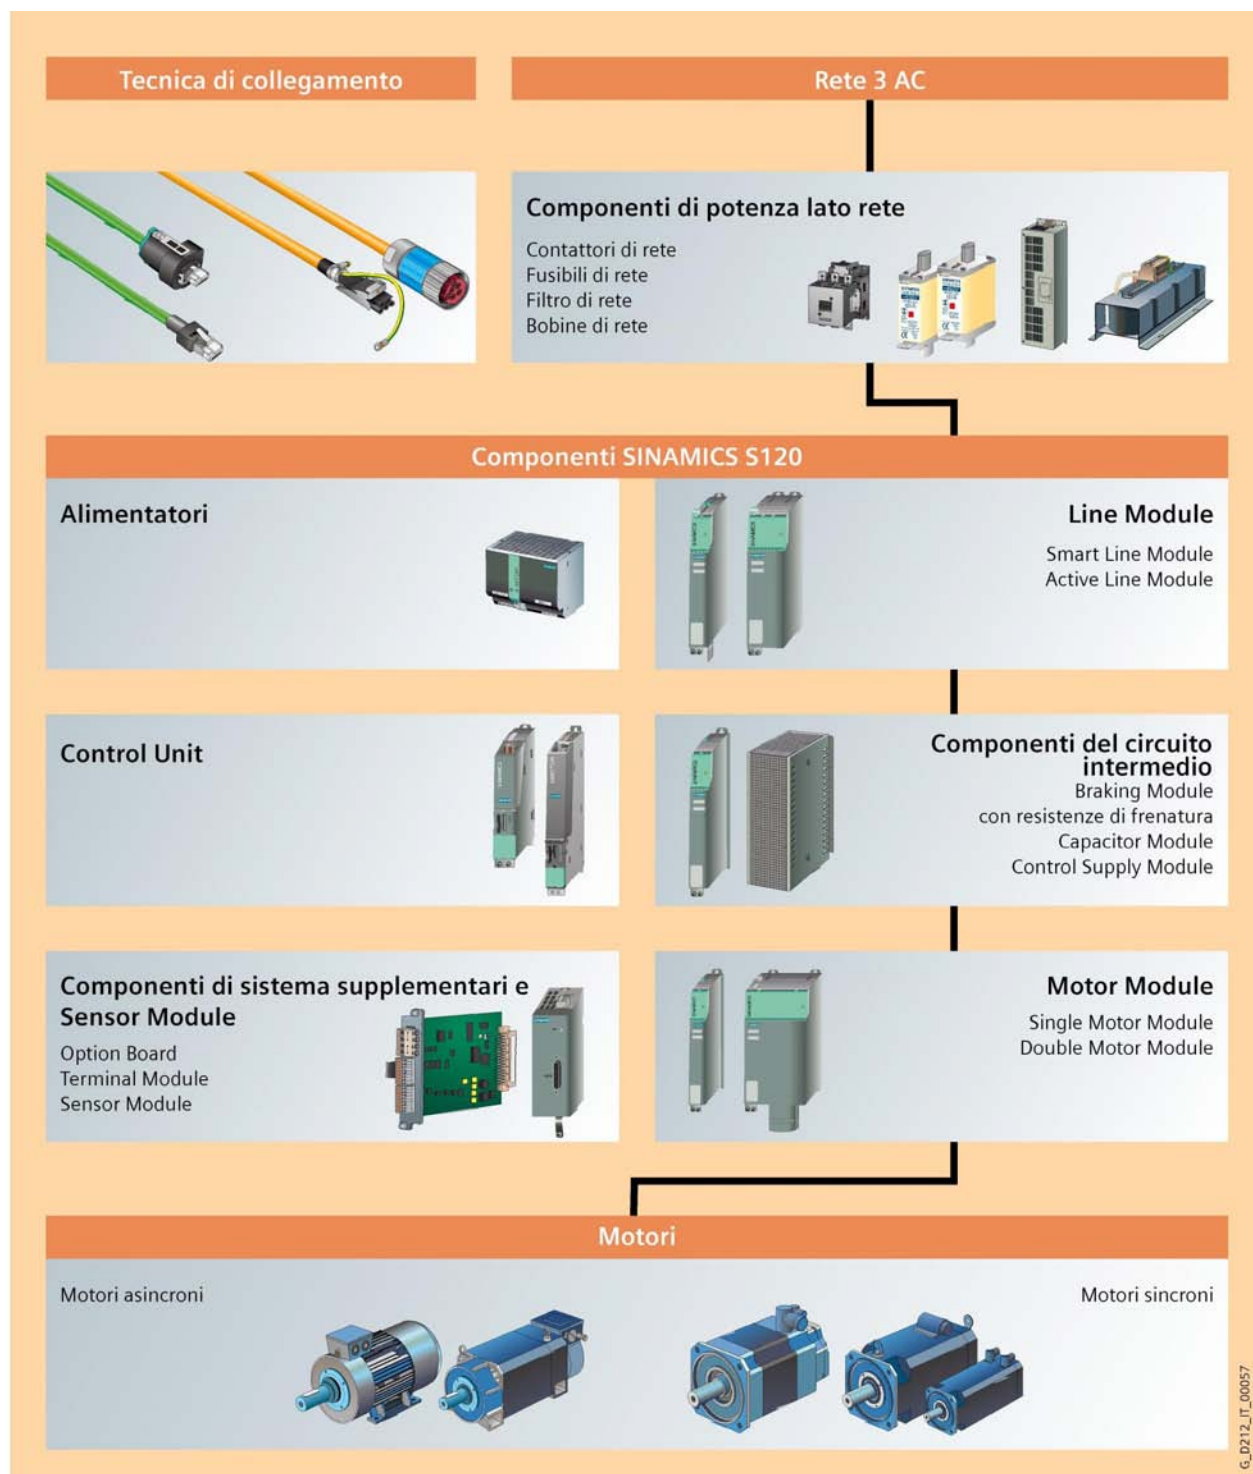 Tecnica di collegamento
Rete 3 AC
Componenti di potenza lato rete
Contattori di rete
Fusibili di rete
Filtro di rete
Bobine di rete
Componenti SINAMICS S120
Alimentatori
Line Module
Smart Line Module
Active Line Module
Control Unit
Componenti del circuito
intermedio
Braking Module
con resistenze di frenatura
Capacitor Module
Control Supply Module
Componenti di sistema supplementari e
Sensor Module
Option Board
Terminal Module
Sensor Module
Motor Module
Single Motor Module
Double Motor Module
Motori
Motori asincroni
Motori sincroni
G_D212_IT_00057